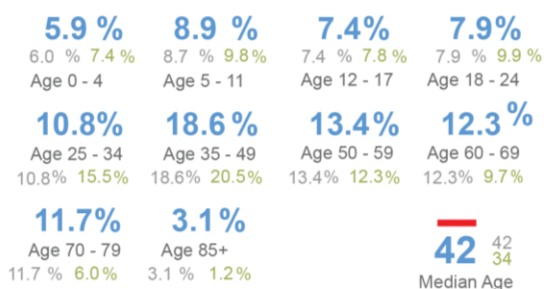 5.9 % 8.9 % 7.4% 7.9%
6.0 % 7.4 % 8.7 % 9.8% 7.4 % 7.8 % 7.9 % 9.9 %
Age 0 - 4 Age 5 - 11 Age 12 - 17 Age 18 - 24
10.8% 18.6 % 13.4% 12.3 %
Age 25 - 34 Age 35 - 49 Age 50 - 59 Age 60 - 69
10.8% 15.5% 18.6% 20.5% 13.4% 12.3% 12.3% 9.7%
11.7% 3.1%
Age 70 - 79 Age 85+
11.7 % 6.0% 3.1 % 1.2%
42 42
34
Median Age